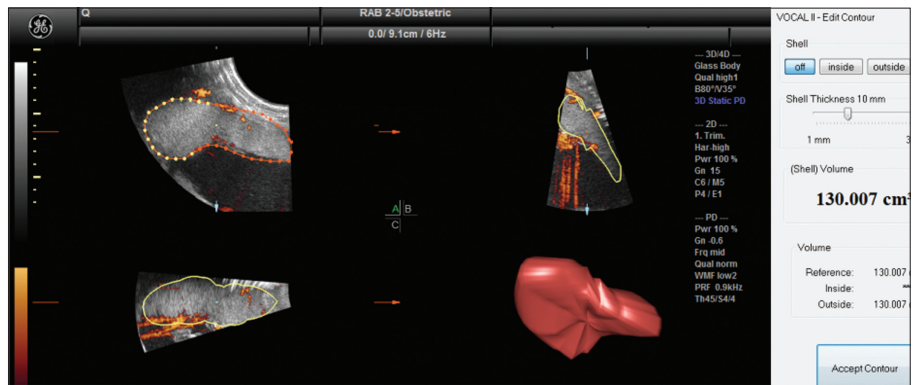 Q
RAB 2-5/Obstetric
0.0/ 9.1cm / 6Hz
--- 3D/4D ---
Glass Body
Qual high1
B80°/V35°
3D Static PD
--- 2D ---
1. Trim.
Har-high
Pwr 100 %
Gn 15
C6 / M5
P4 / E1
--- PD ---
Pwr 100 %
Gn -0.6
Frq mid
Qual norm
WMF low2
PRF 0.9kHz
Th45/S4/4
A B
C
VOCAL II - Edit Contour
Shell
off inside outside
Shell Thickness 10 mm
1 mm 3
(Shell) Volume
130.007 cm³
Volume
Reference: 130.007
Inside: **
Outside: 130.007
Accept Contour